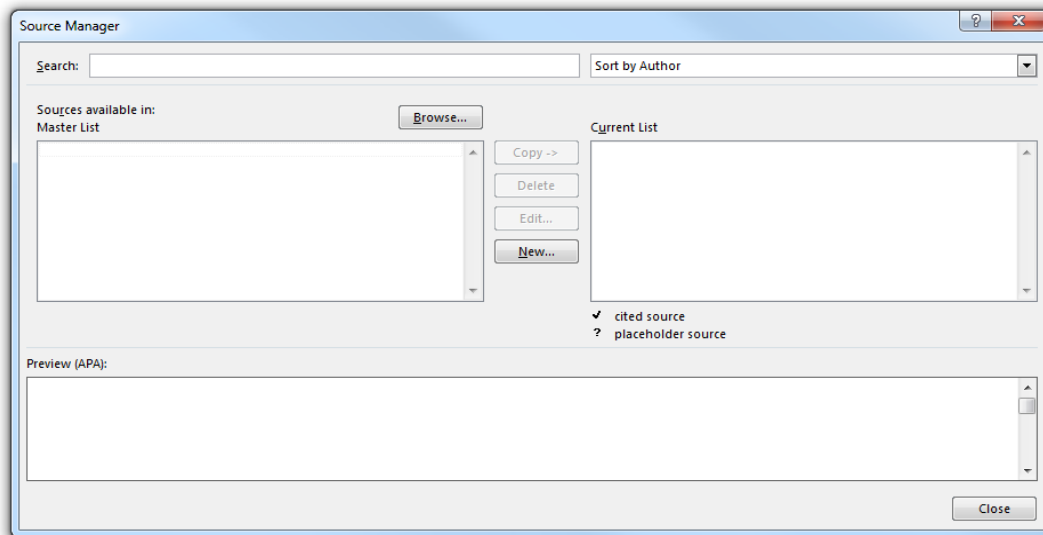 Source Manager
Search:
Sort by Author
Sources available in:
Master List
Browse...
Current List
Copy ->
Delete
Edit...
New...
✓ cited source
? placeholder source
Preview (APA):
Close